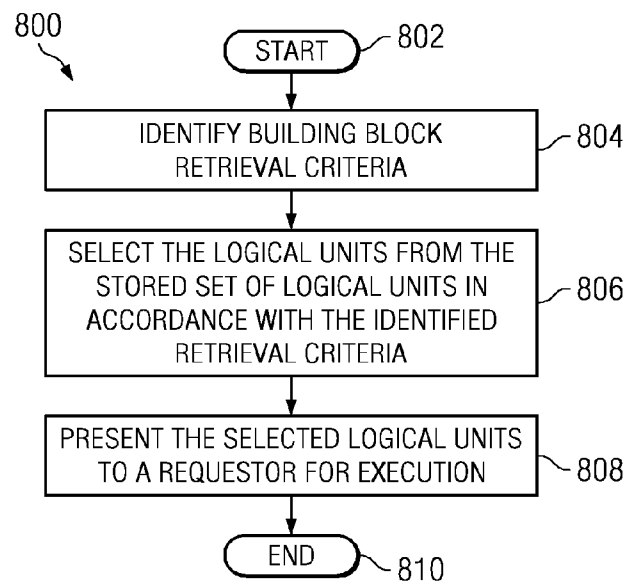 800
START
802
IDENTIFY BUILDING BLOCK
RETRIEVAL CRITERIA
804
SELECT THE LOGICAL UNITS FROM THE
STORED SET OF LOGICAL UNITS IN
ACCORDANCE WITH THE IDENTIFIED
RETRIEVAL CRITERIA
806
PRESENT THE SELECTED LOGICAL UNITS
TO A REQUESTOR FOR EXECUTION
808
END
810